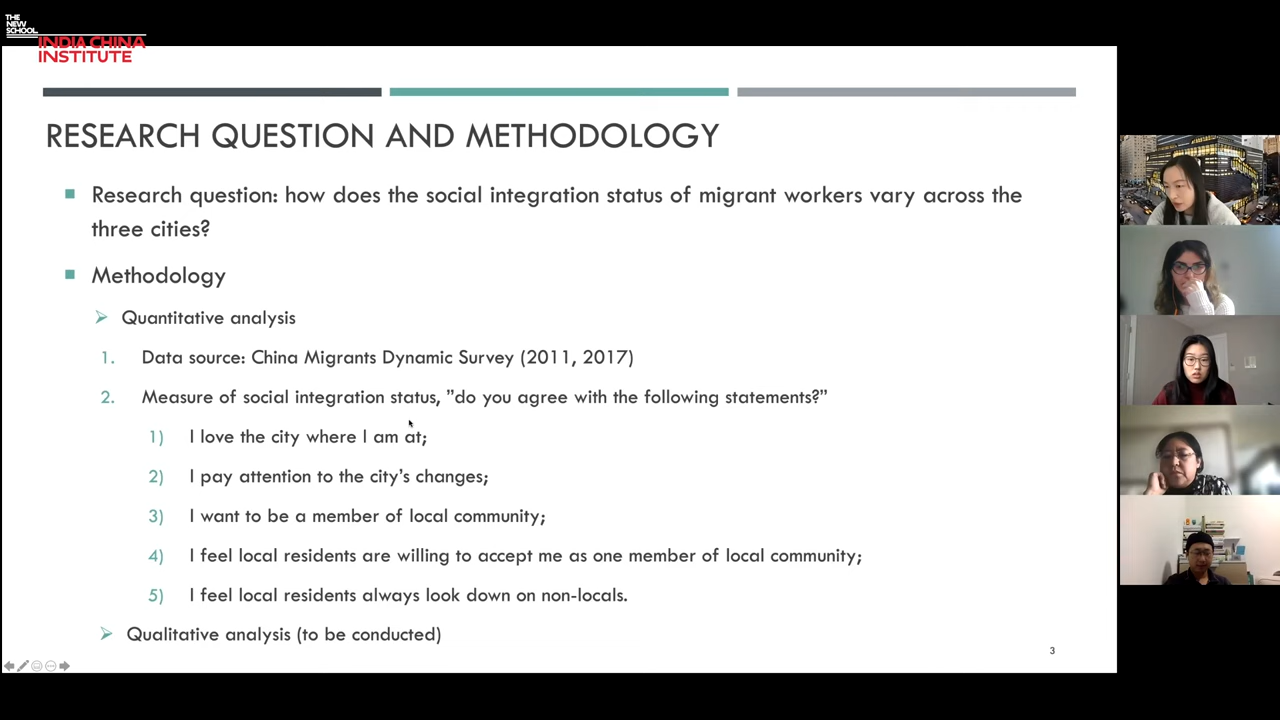 THE
NEW
SCHOOL
INDIA CHINA
INSTITUTE
RESEARCH QUESTION AND METHODOLOGY
Research question: how does the social integration status of migrant workers vary across the
three cities?
Methodology
Quantitative analysis
1. Data source: China Migrants Dynamic Survey (2011, 2017)
2. Measure of social integration status, ”do you agree with the following statements?”
1) I love the city where I am at;
2) I pay attention to the city’s changes;
3) I want to be a member of local community;
4) I feel local residents are willing to accept me as one member of local community;
5) I feel local residents always look down on non-locals.
Qualitative analysis (to be conducted)
3